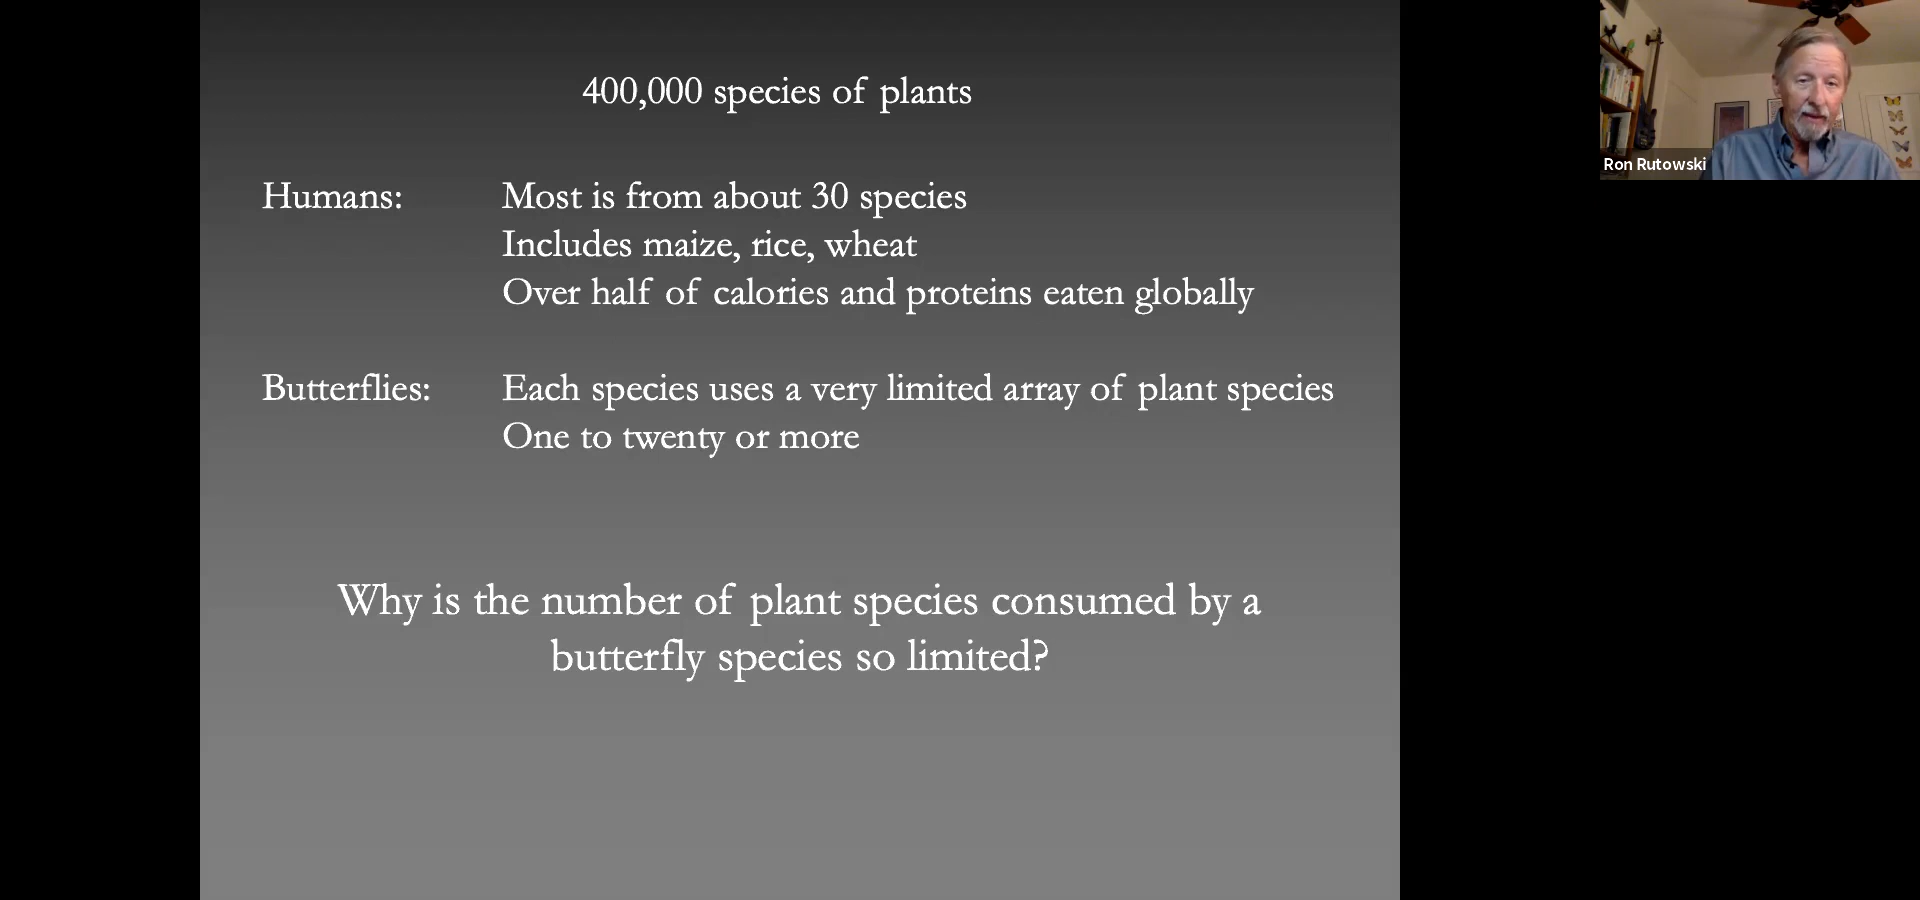 400,000 species of plants
Humans: Most is from about 30 species
Includes maize, rice, wheat
Over half of calories and proteins eaten globally
Butterflies: Each species uses a very limited array of plant species
One to twenty or more
Why is the number of plant species consumed by a
butterfly species so limited?
Ron Rutowski